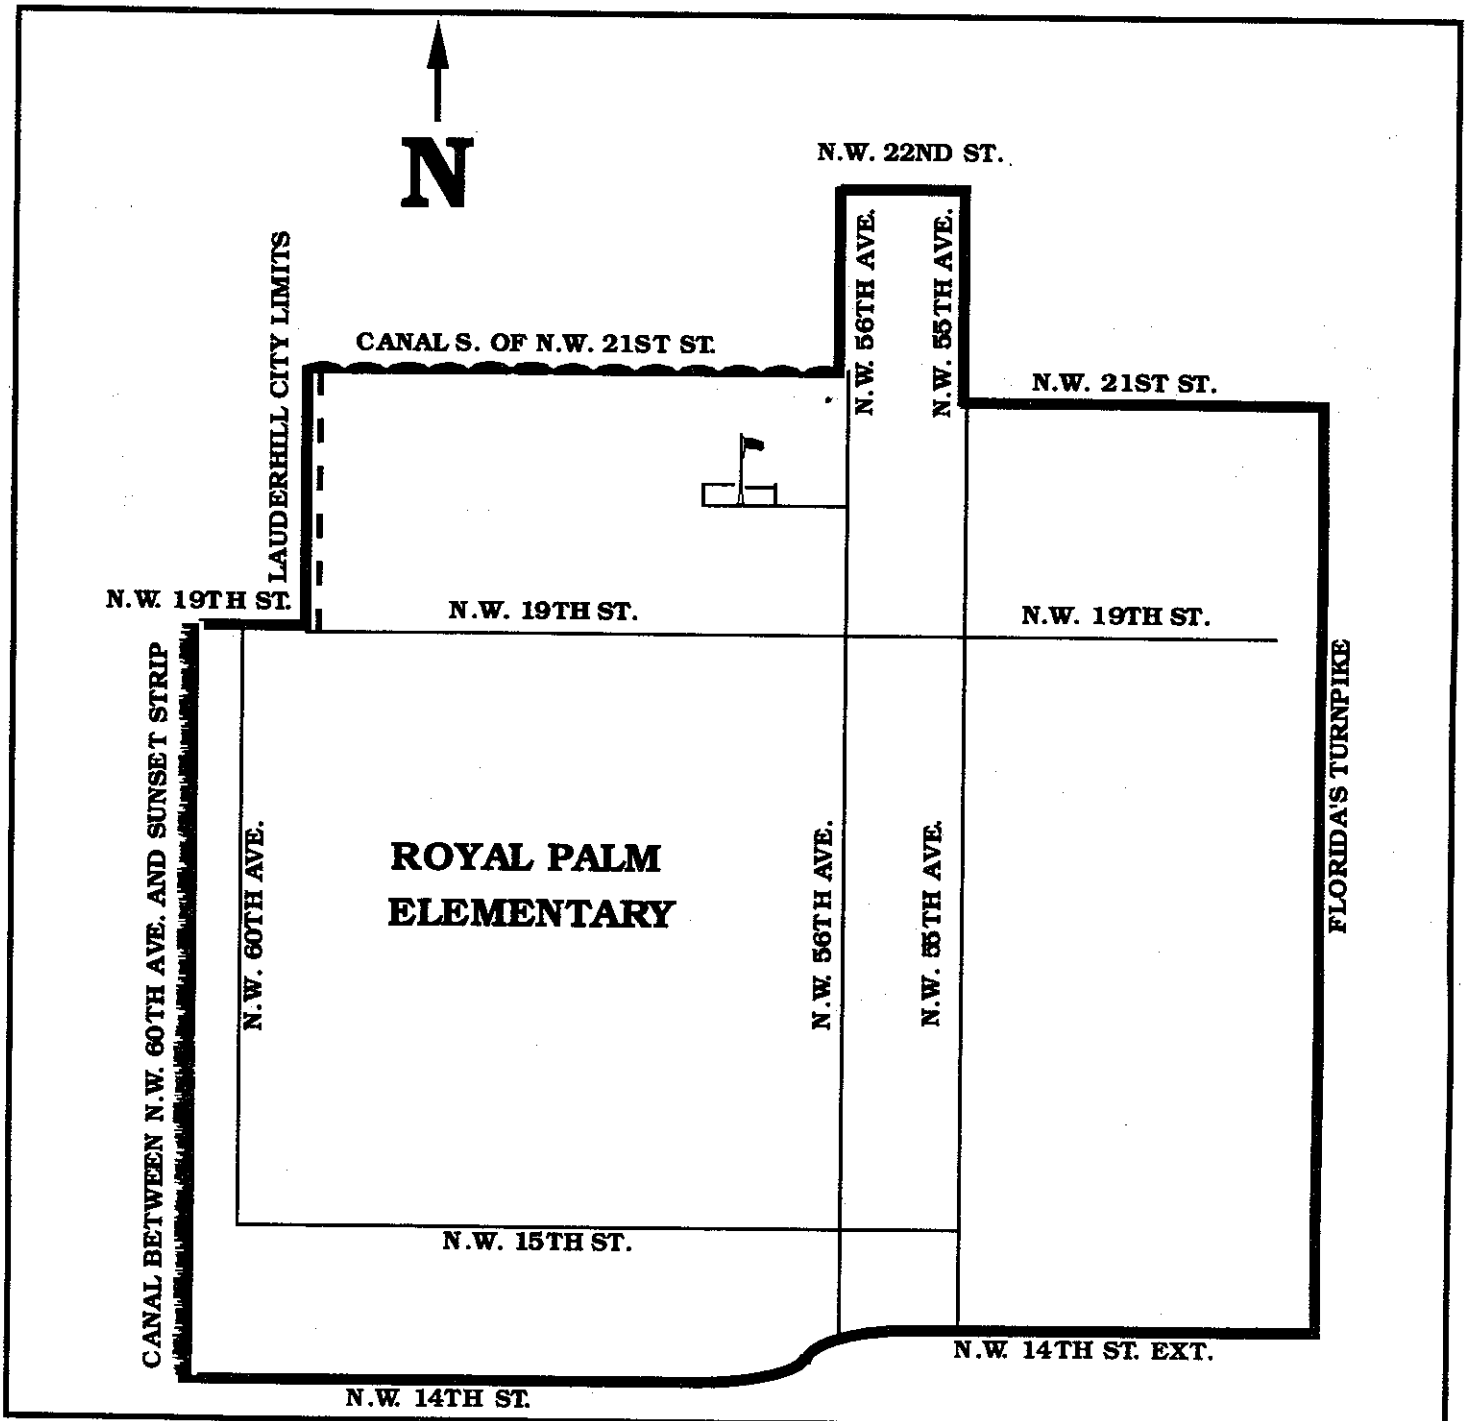 N
N.W. 22ND ST.
N.W. 56TH AVE.
N.W. 55TH AVE.
LAUDERHILL CITY LIMITS
CANAL S. OF N.W. 21ST ST.
N.W. 21ST ST.
N.W. 19TH ST.
N.W. 19TH ST.
N.W. 19TH ST.
CANAL BETWEEN N.W. 60TH AVE. AND SUNSET STRIP
FLORIDA'S TURNPIKE
N.W. 60TH AVE.
ROYAL PALM
ELEMENTARY
N.W. 56TH AVE.
N.W. 55TH AVE.
N.W. 15TH ST.
N.W. 14TH ST. EXT.
N.W. 14TH ST.